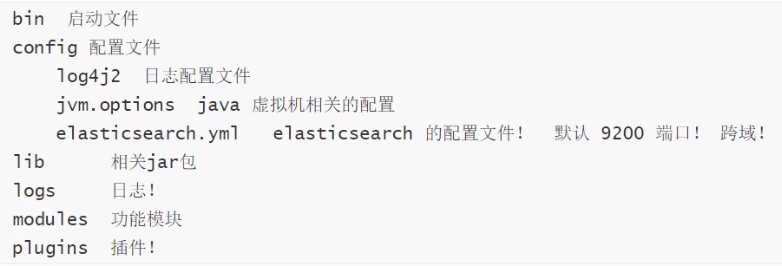 bin  启动文件
config 配置文件
    log4j2  日志配置文件
    jvm.options  java 虚拟机相关的配置
    elasticsearch.yml   elasticsearch 的配置文件！  默认 9200 端口！ 跨域！
lib      相关jar包
logs     日志！
modules  功能模块
plugins  插件！